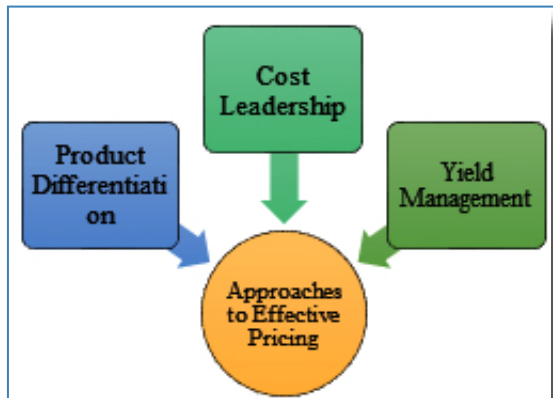 Cost
Leadership
Product
Differentiati
on
Yield
Management
Approaches
to Effective
Pricing